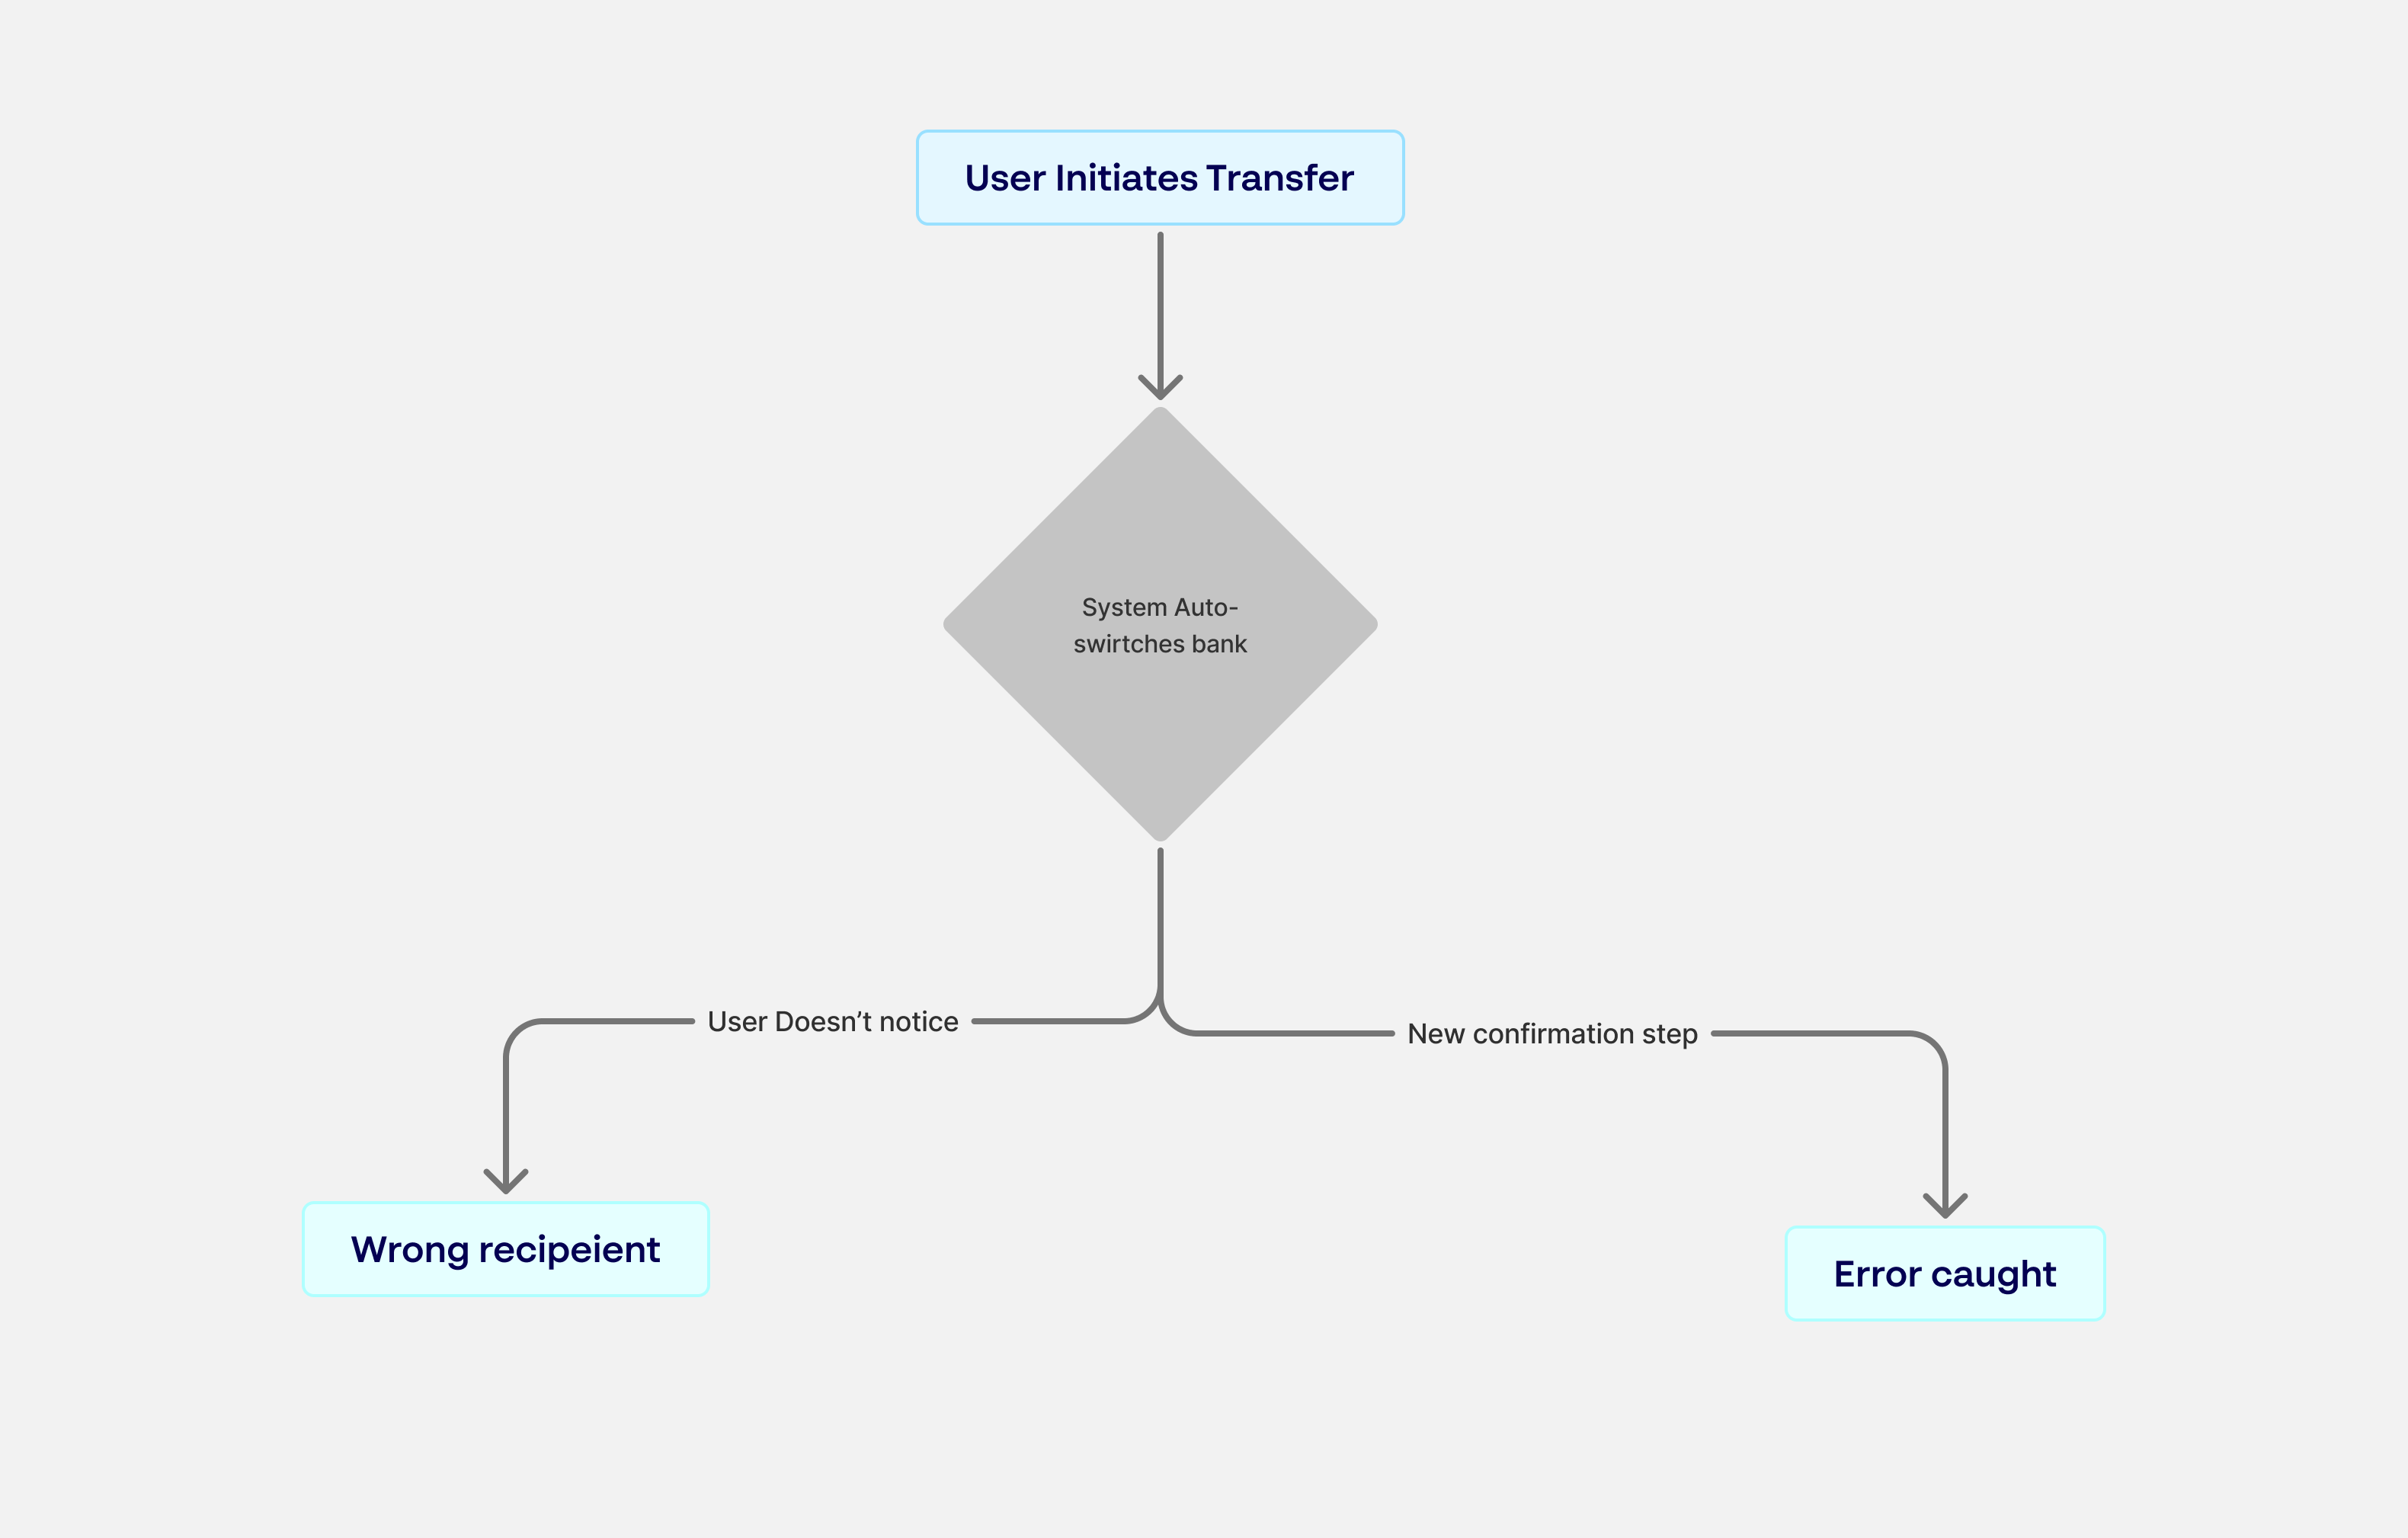 User Initiates Transfer
System Auto-
swirtches bank
User Doesn’t notice
New confirmation step
Wrong recipeient
Error caught